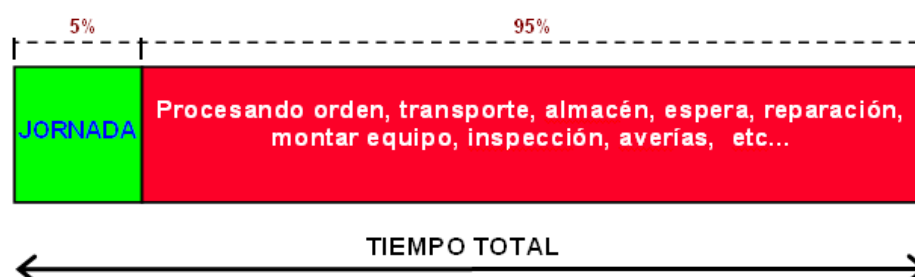 5%
95%
JORNADA
Procesando orden, transporte, almacén, espera, reparación,
montar equipo, inspección, averías, etc...
TIEMPO TOTAL